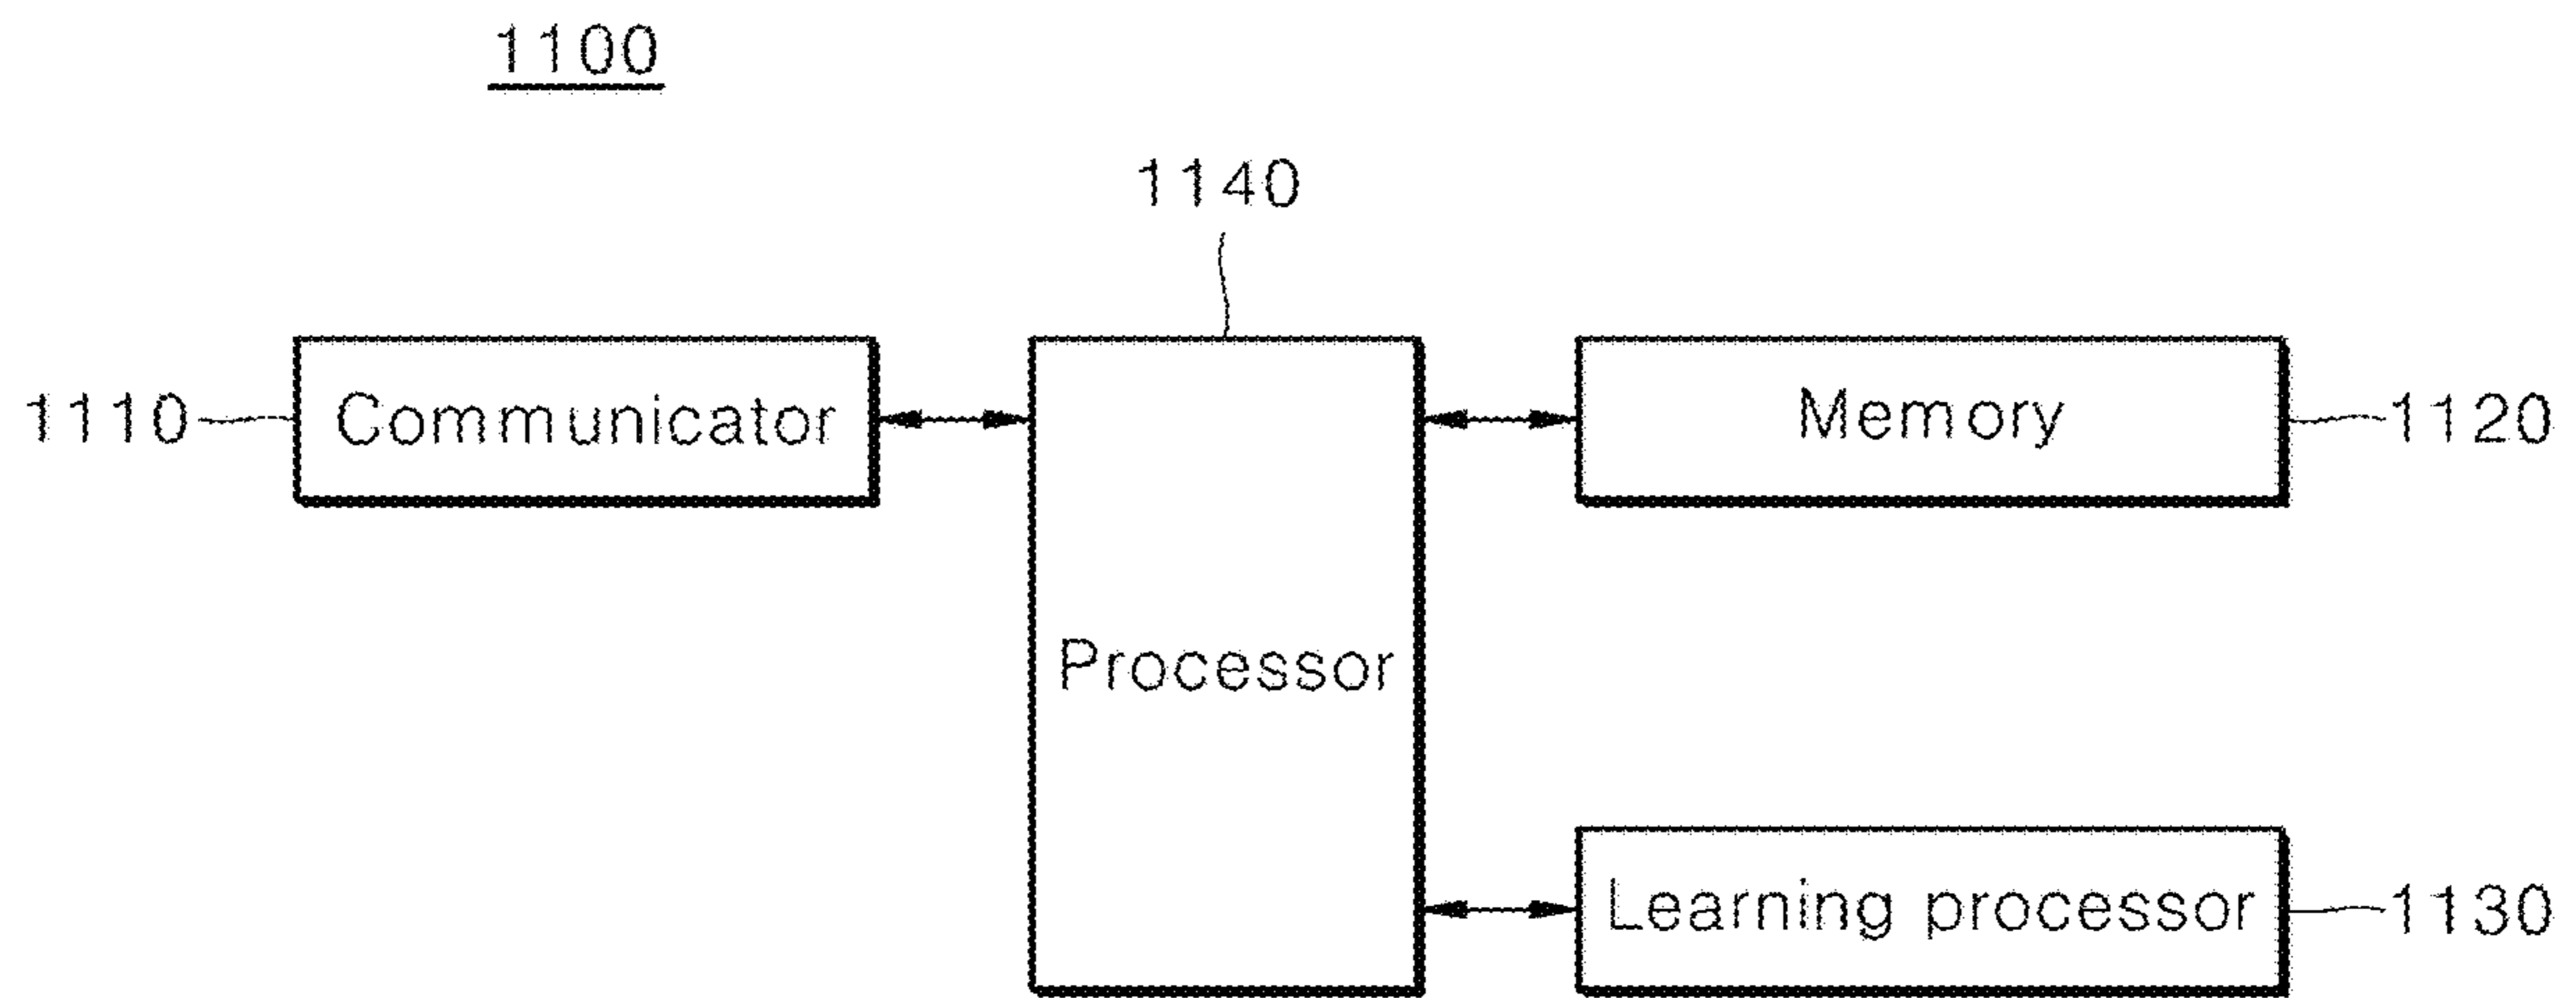 1100
1140
1110
Communicator
Memory
1120
Processor
Learning processor
1130